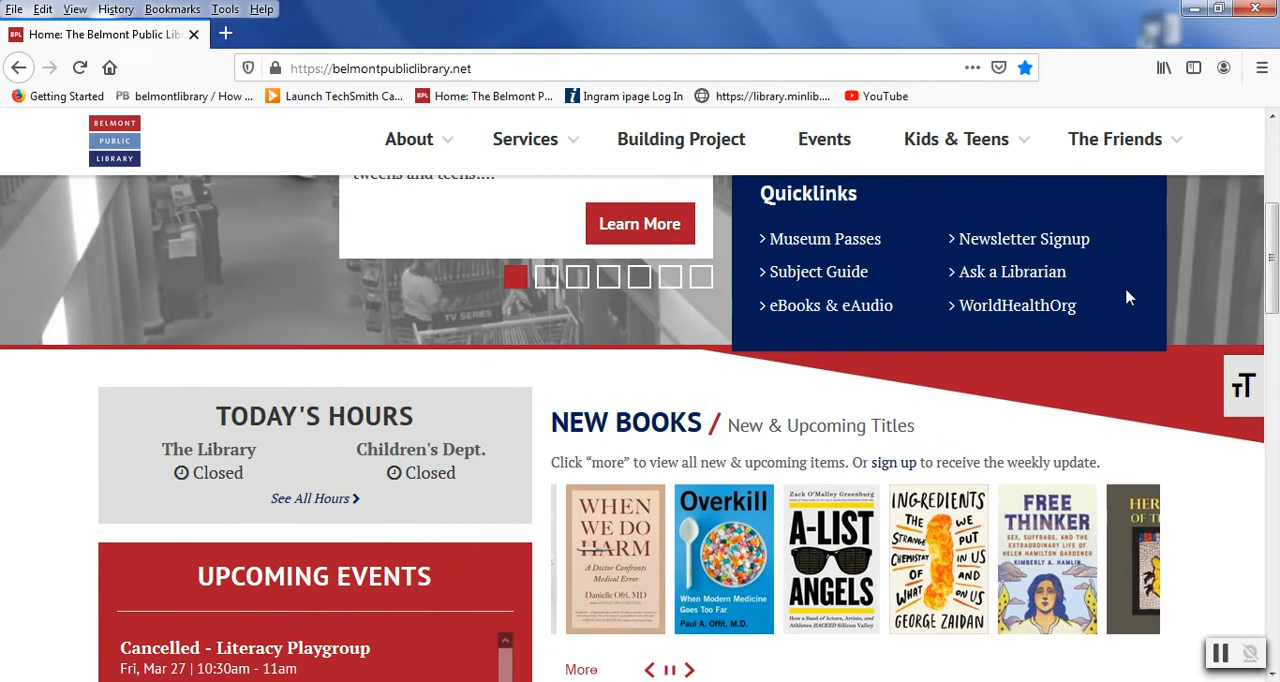 File Edit View History Bookmarks Tools Help
BPL Home: The Belmont Public Lib
https://belmontpubliclibrary.net
Getting Started PB belmontlibrary / How ... Launch TechSmith Ca... BPL Home: The Belmont P... Ingram ipage Log In https://library.minlib.... YouTube
BELMONT
PUBLIC
LIBRARY
About Services Building Project Events Kids & Teens The Friends
tweens and teens....
Learn More
TV SERIES
Quicklinks
Museum Passes Newsletter Signup
Subject Guide Ask a Librarian
eBooks & eAudio WorldHealthOrg
TT
TODAY'S HOURS
The Library Children's Dept.
Closed Closed
See All Hours
NEW BOOKS / New & Upcoming Titles
Click “more” to view all new & upcoming items. Or sign up to receive the weekly update.
WHEN
WE DO
HARM
A Doctor Confronts
Medical Error
Danielle Ofri, MD
Overkill
When Modern Medicine
Goes Too Far
Paul A. Offit, M.D.
Zack O'Malley Greenburg
A-LIST
ANGELS
How a Band of Actors, Artists, and
Athletes HACKED Silicon Valley
INGREDIENTS
THE STRANGE CHEMISTRY OF WHAT
WE PUT IN US AND ON US
GEORGE ZAIDAN
FREE
THINKER
SEX, SUFFRAGE, AND THE
EXTRAORDINARY LIFE OF
HELEN HAMILTON GARDENER
KIMBERLY A. HAMLIN
HER
OF T
More
UPCOMING EVENTS
Cancelled - Literacy Playgroup
Fri, Mar 27 | 10:30am - 11am